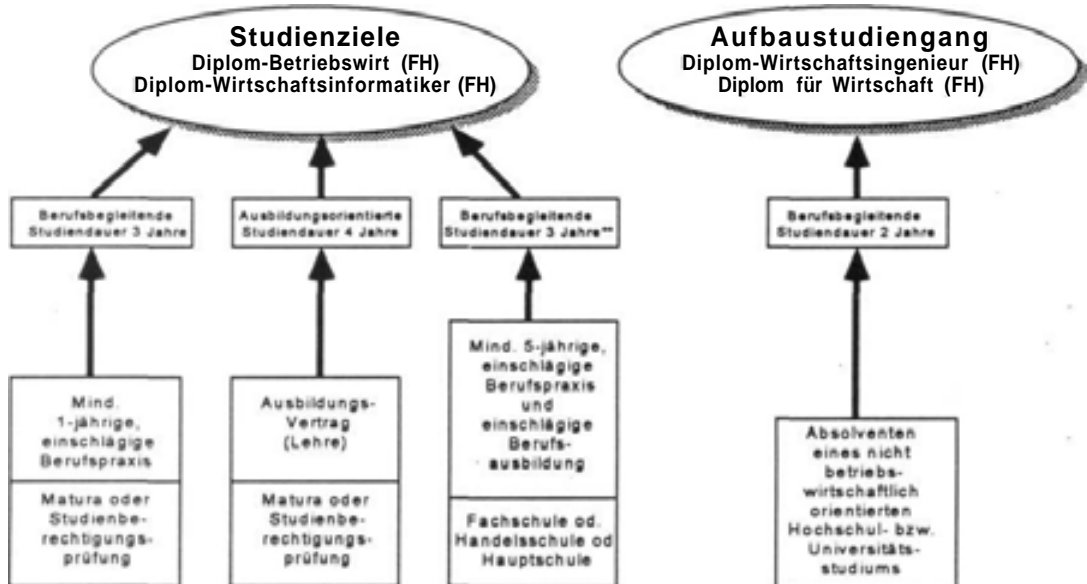 Studienziele
Diplom-Betriebswirt (FH)
Diplom-Wirtschaftsinformatiker (FH)
Aufbaustudiengang
Diplom-Wirtschaftsingenieur (FH)
Diplom für Wirtschaft (FH)
Berufsbegleitende
Studiendauer 3 Jahre
Ausbildungsorientierte
Studiendauer 4 Jahre
Berufsbegleitende
Studiendauer 3 Jahre**
Berufsbegleitende
Studiendauer 2 Jahre
Mind.
1-jährige,
einschlägige
Berufspraxis
Matura oder
Studienbe-
rechtigungs-
prüfung
Ausbildungs-
Vertrag
(Lehre)
Matura oder
Studienbe-
rechtigungs-
prüfung
Mind. 5-jährige,
einschlägige
Berufspraxis
und
einschlägige
Berufs-
ausbildung
Fachschule od.
Handelsschule od
Hauptschule
Absolventen
eines nicht
betriebs-
wirtschaftlich
orientierten
Hochschul- bzw.
Universitäts-
studiums